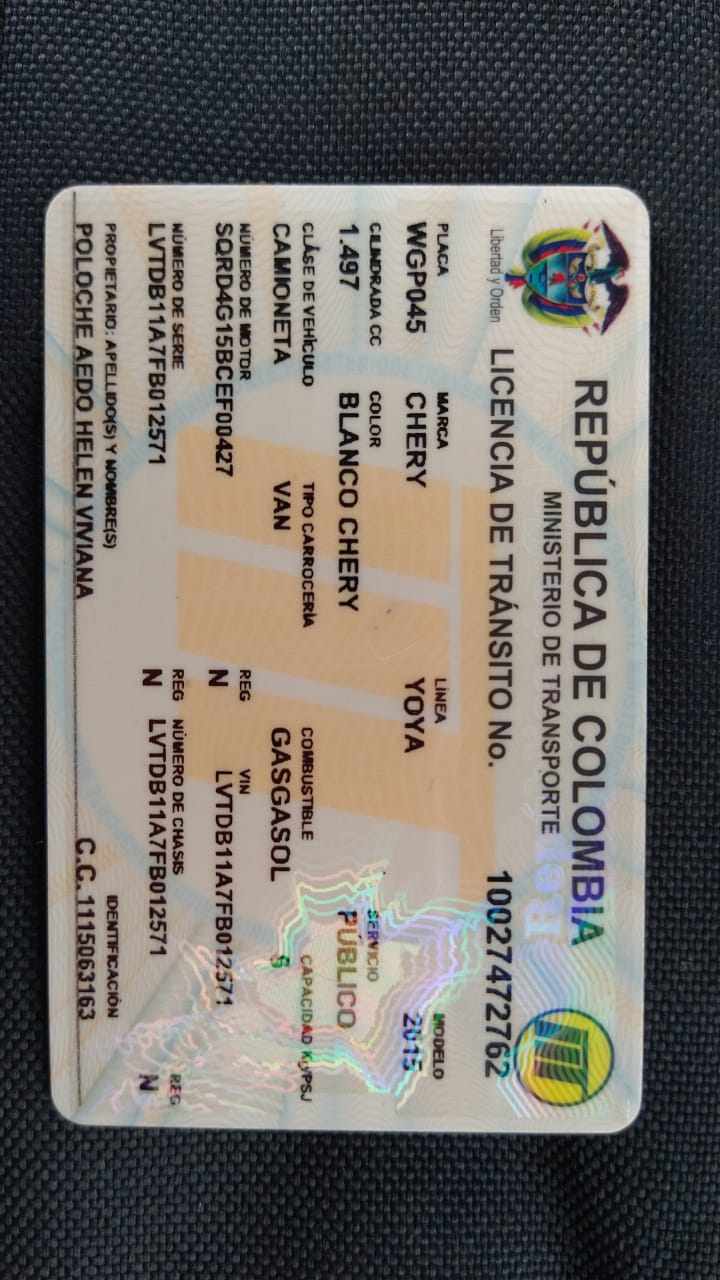 REPÚBLICA DE COLOMBIA
MINISTERIO DE TRANSPORTE
Libertad y Orden
LICENCIA DE TRÁNSITO No. 10027472762
PLACA MARCA LÍNEA MODELO
WGP045 CHERY YOYA 2015
CILINDRADA CC COLOR SERVICIO
1.497 BLANCO CHERY PÚBLICO
CLASE DE VEHÍCULO TIPO CARROCERÍA COMBUSTIBLE CAPACIDAD Kg/PSJ
CAMIONETA VAN GASGASOL
NÚMERO DE MOTOR REG VIN
SQRD4G15BCEF00427 N LVTDB11A7FB012571
NÚMERO DE SERIE REG NÚMERO DE CHASIS REG
LVTDB11A7FB012571 N LVTDB11A7FB012571 N
PROPIETARIO: APELLIDO(S) Y NOMBRE(S) IDENTIFICACIÓN
POLOCHE AEDO HELEN VIVIANA C.C. 1115063163